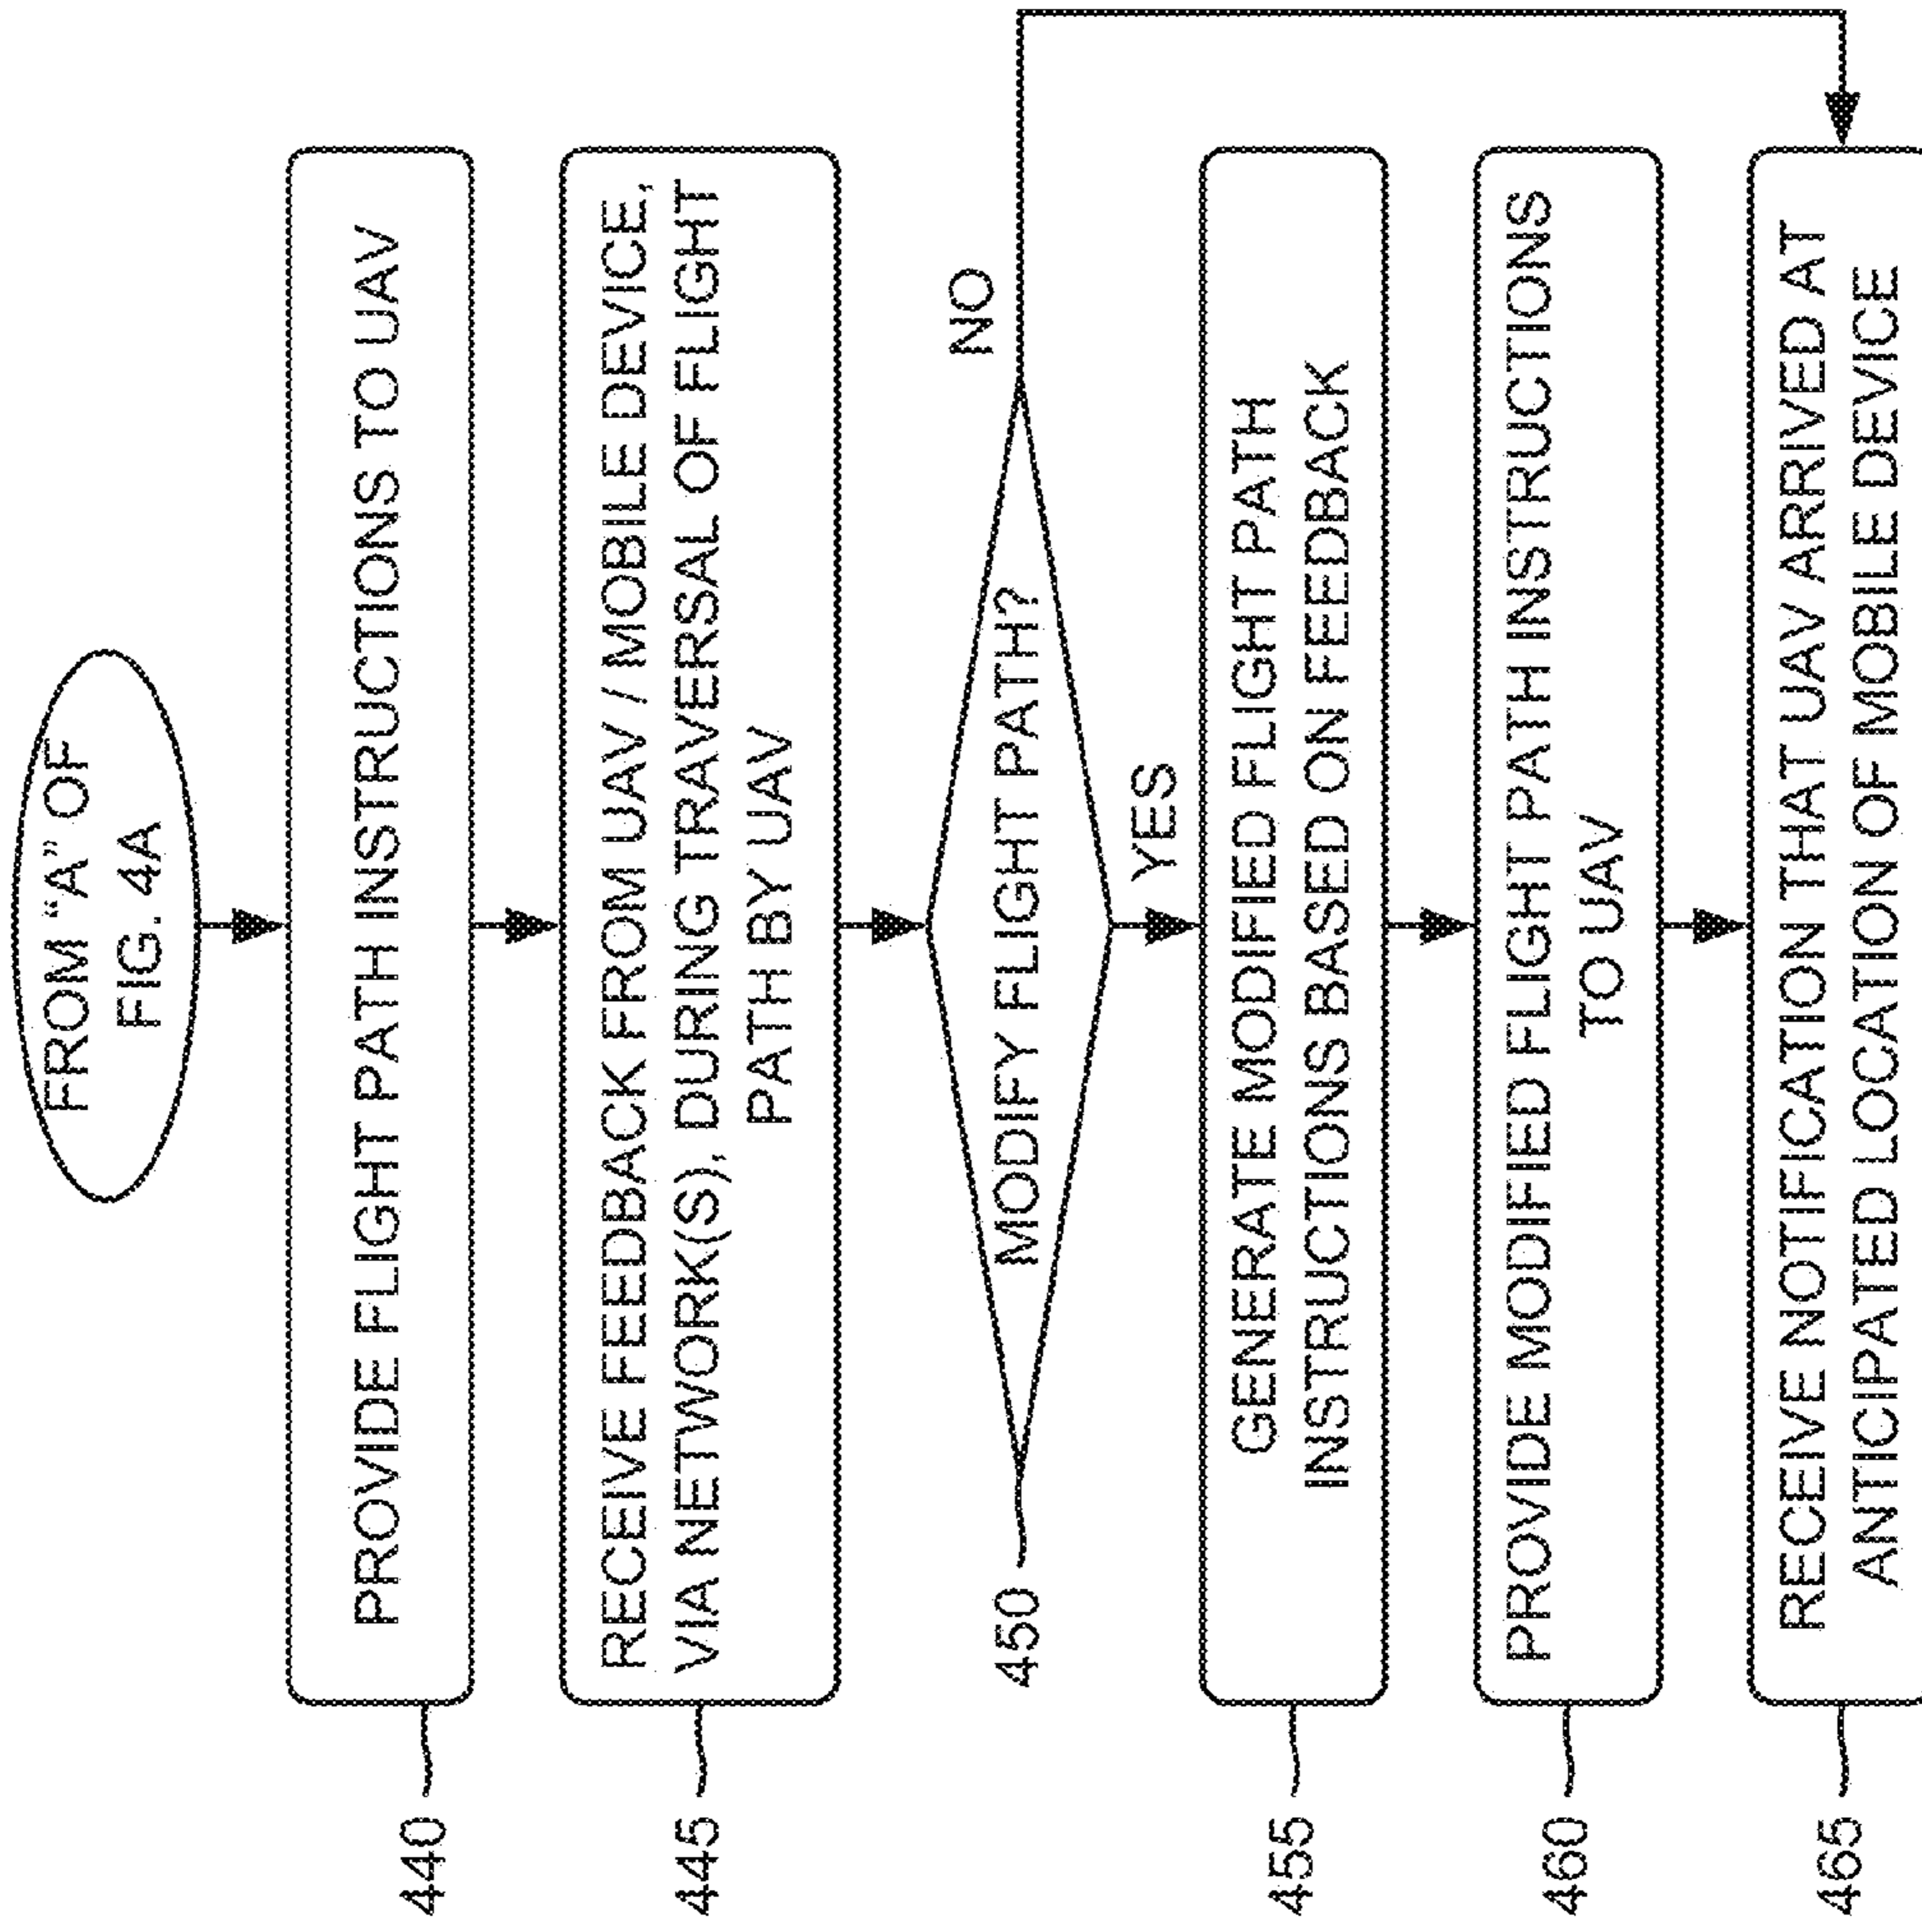 FROM "A" OF
FIG. 4A
440
PROVIDE FLIGHT PATH INSTRUCTIONS TO UAV
445
RECEIVE FEEDBACK FROM UAV / MOBILE DEVICE,
VIA NETWORK(S), DURING TRAVERSAL OF FLIGHT
PATH BY UAV
450
MODIFY FLIGHT PATH?
NO
YES
455
GENERATE MODIFIED FLIGHT PATH
INSTRUCTIONS BASED ON FEEDBACK
460
PROVIDE MODIFIED FLIGHT PATH INSTRUCTIONS
TO UAV
465
RECEIVE NOTIFICATION THAT UAV ARRIVED AT
ANTICIPATED LOCATION OF MOBILE DEVICE